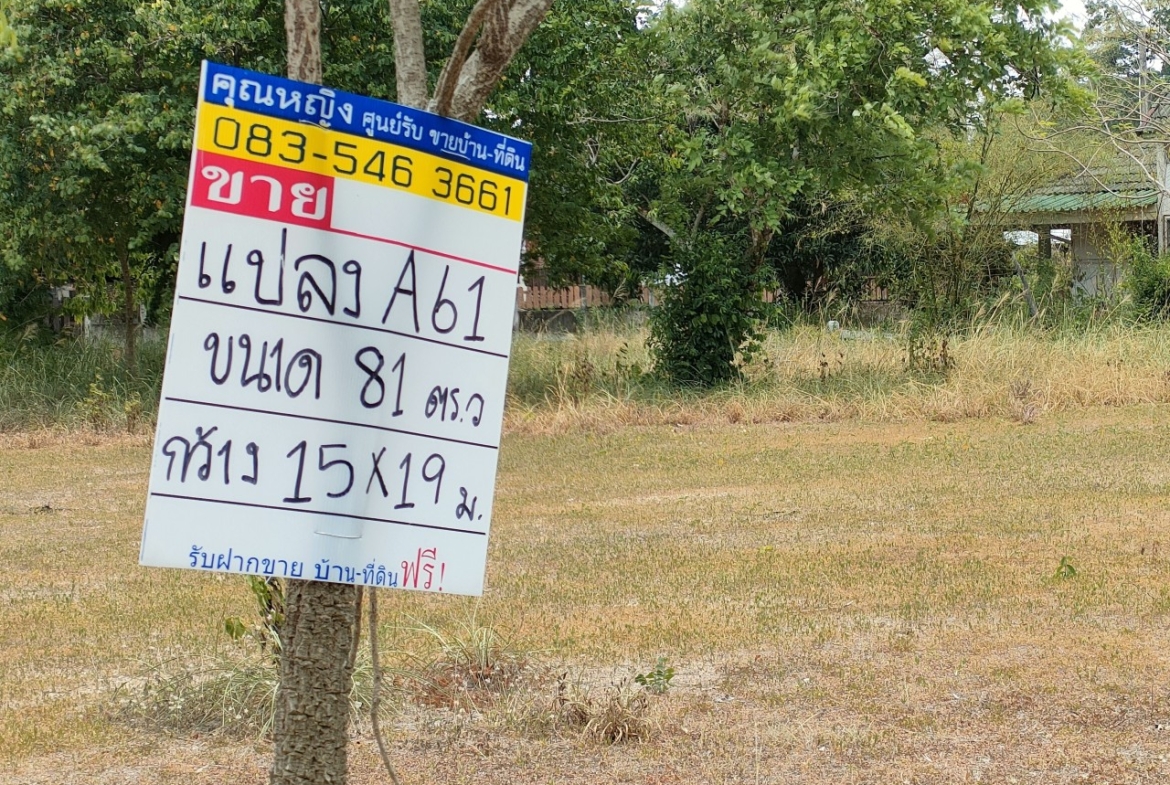 คุณหญิง ศูนย์รับ ขายบ้าน-ที่ดิน
083-546 3661
ขาย
แปลง A61
ขนาด 81 ตร.ว
กว้าง 15x19 ม.
รับฝากขาย บ้าน-ที่ดินฟรี!